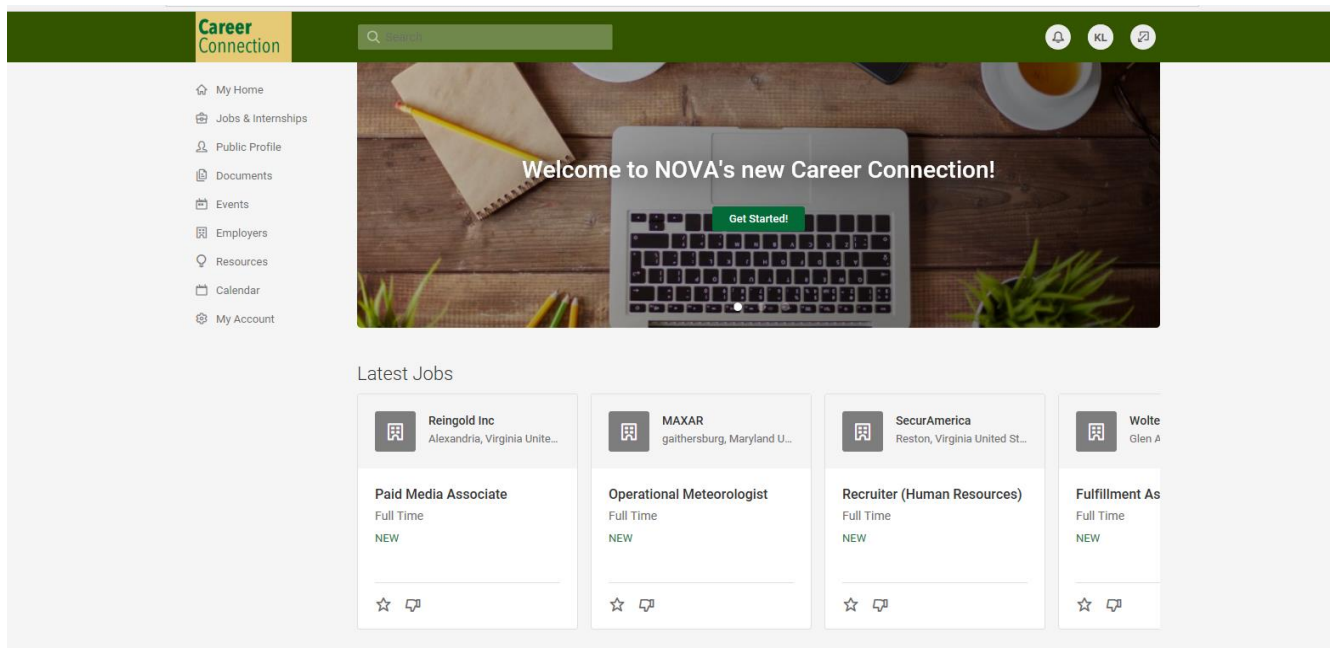 Career
Connection
Search
KL
My Home
Jobs & Internships
Public Profile
Documents
Events
Employers
Resources
Calendar
My Account
Welcome to NOVA's new Career Connection!
Get Started!
Latest Jobs
Reingold Inc
Alexandria, Virginia Unite...
Paid Media Associate
Full Time
NEW
MAXAR
gaithersburg, Maryland U...
Operational Meteorologist
Full Time
NEW
SecurAmerica
Reston, Virginia United St...
Recruiter (Human Resources)
Full Time
NEW
Wolte
Glen A
Fulfillment As
Full Time
NEW